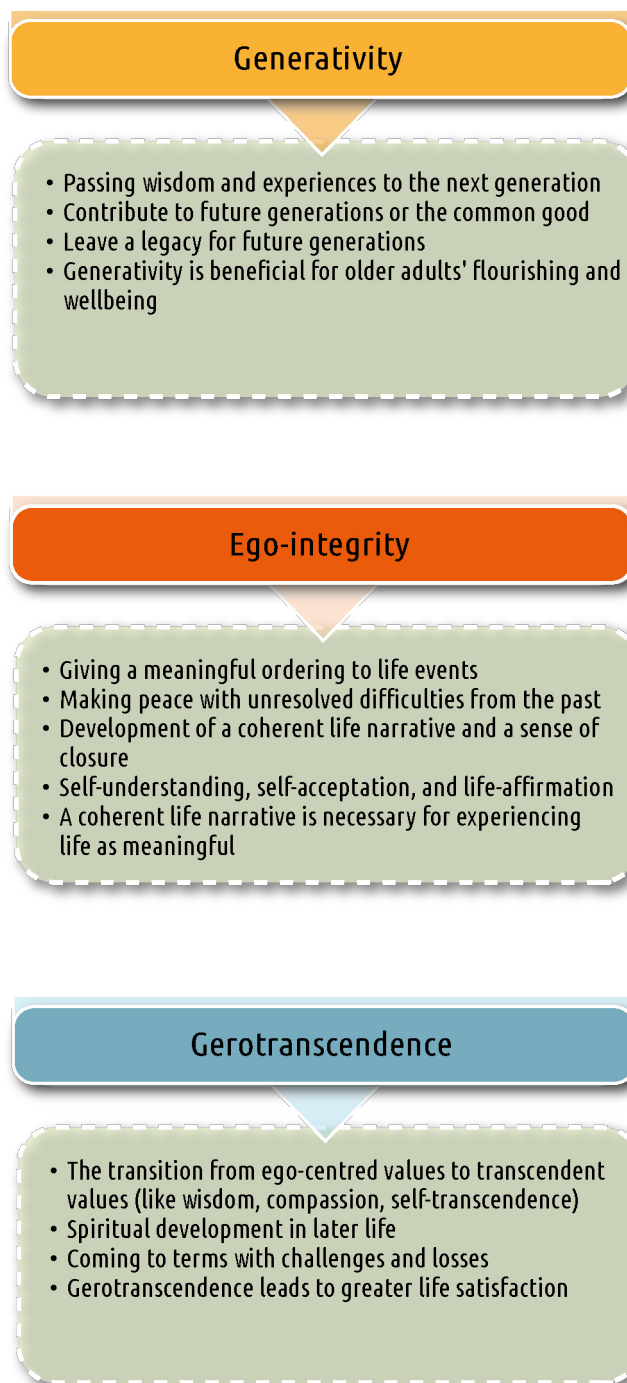 Generativity
• Passing wisdom and experiences to the next generation
• Contribute to future generations or the common good
• Leave a legacy for future generations
• Generativity is beneficial for older adults' flourishing and
wellbeing
Ego-integrity
• Giving a meaningful ordering to life events
• Making peace with unresolved difficulties from the past
• Development of a coherent life narrative and a sense of
closure
• Self-understanding, self-acceptation, and life-affirmation
• A coherent life narrative is necessary for experiencing
life as meaningful
Gerotranscendence
• The transition from ego-centred values to transcendent
values (like wisdom, compassion, self-transcendence)
• Spiritual development in later life
• Coming to terms with challenges and losses
• Gerotranscendence leads to greater life satisfaction